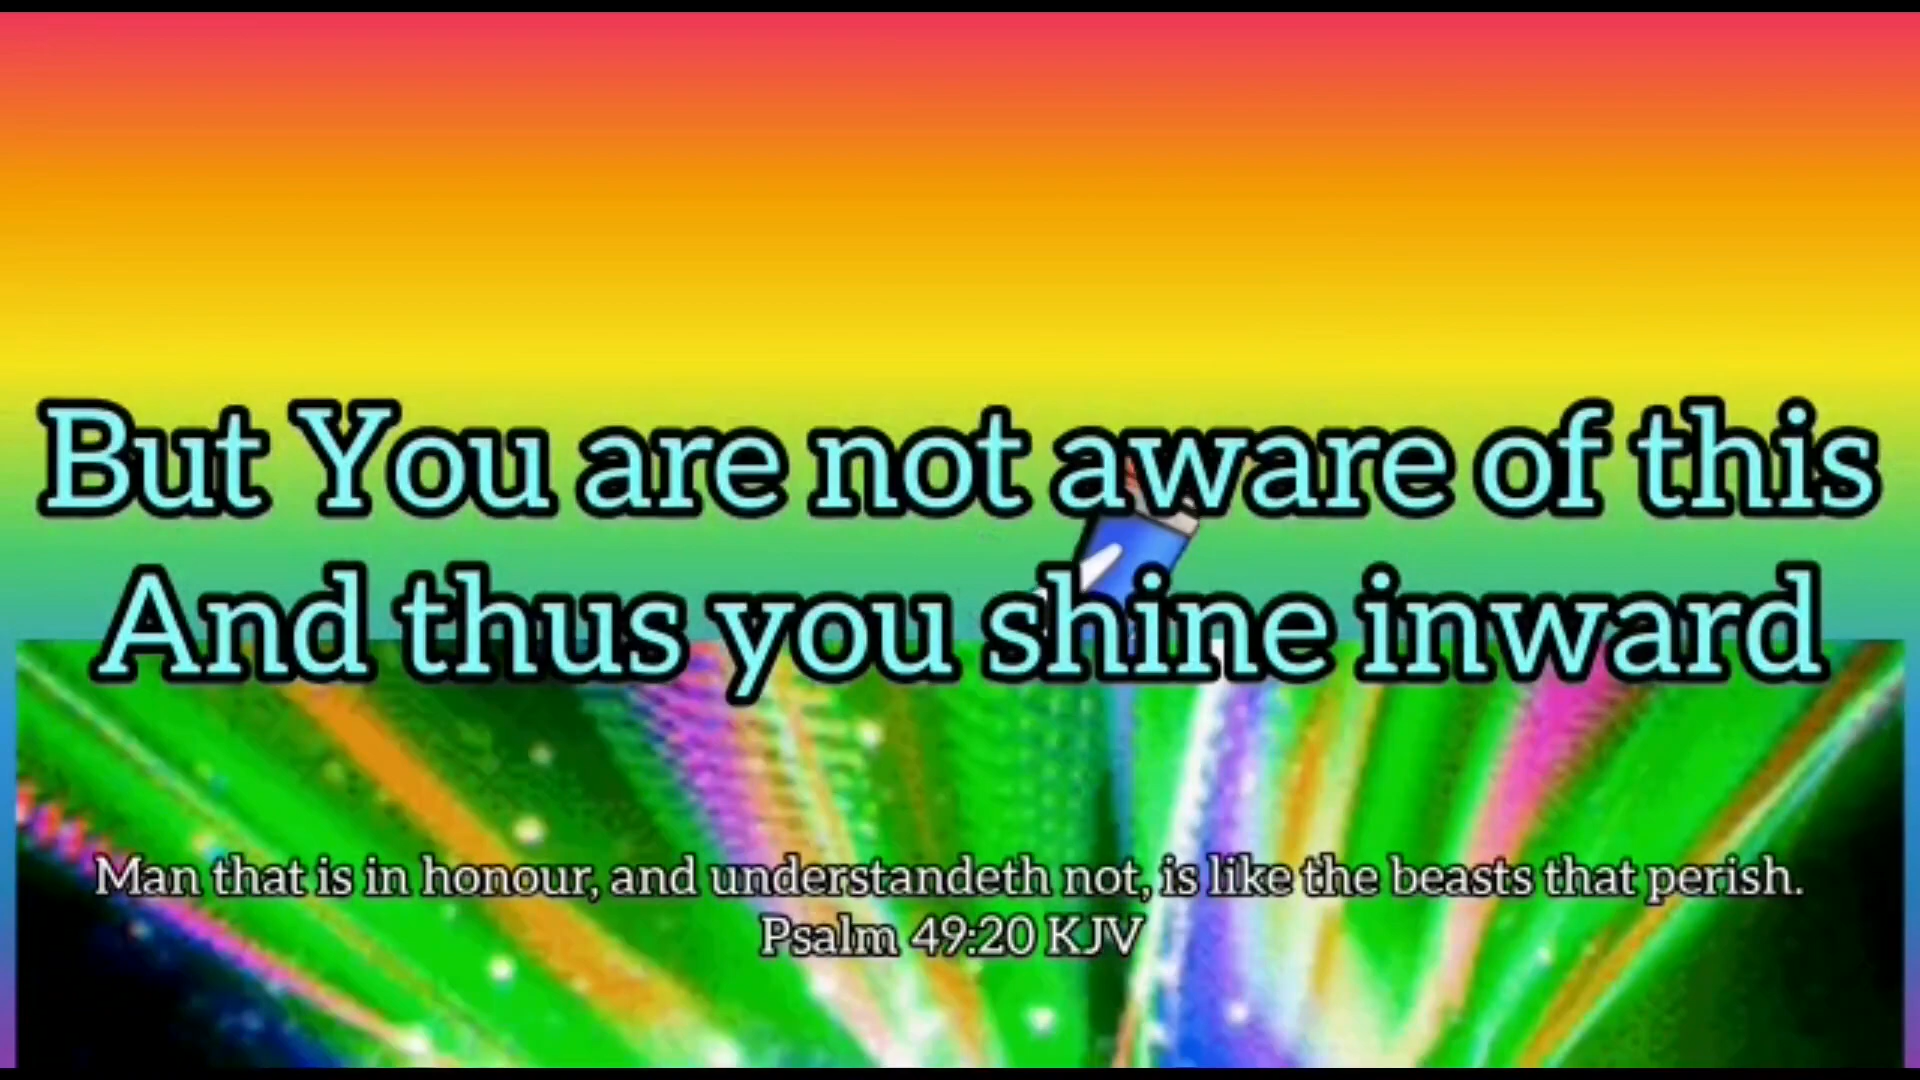 But You are not aware of this
And thus you shine inward
Man that is in honour, and understandeth not, is like the beasts that perish.
Psalm 49:20 KJV